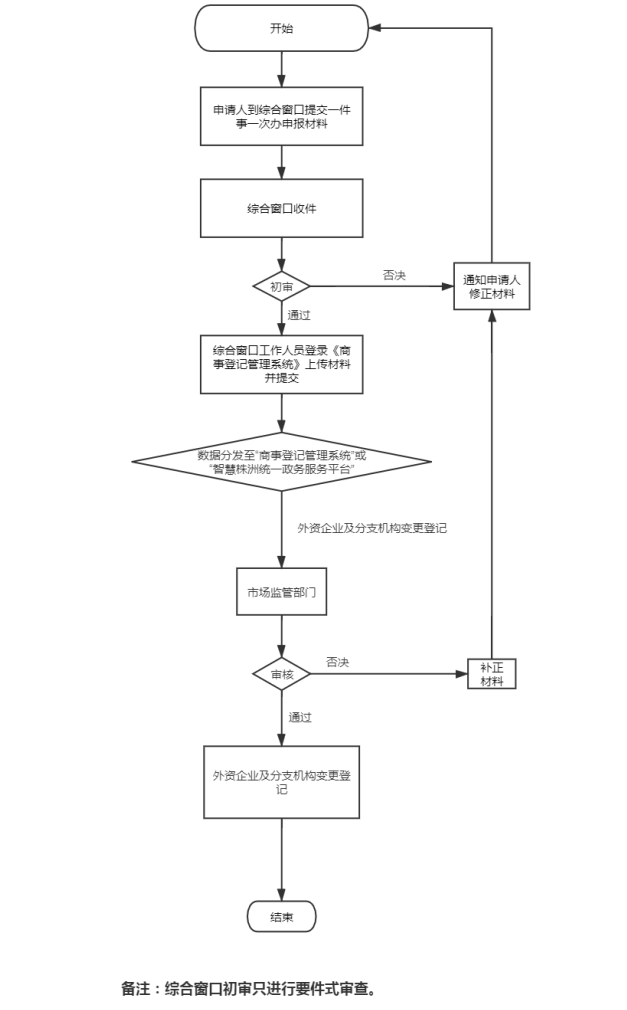 开始
申请人到综合窗口提交一件
事一次办申报材料
综合窗口收件
初审
否决
通知申请人
修正材料
通过
综合窗口工作人员登录《商
事登记管理系统》上传材料
并提交
数据分发至“商事登记管理系统”或
“智慧株洲统一政务服务平台”
外资企业及分支机构变更登记
市场监管部门
审核
否决
补正
材料
通过
外资企业及分支机构变更登
记
结束
备注：综合窗口初审只进行要件式审查。